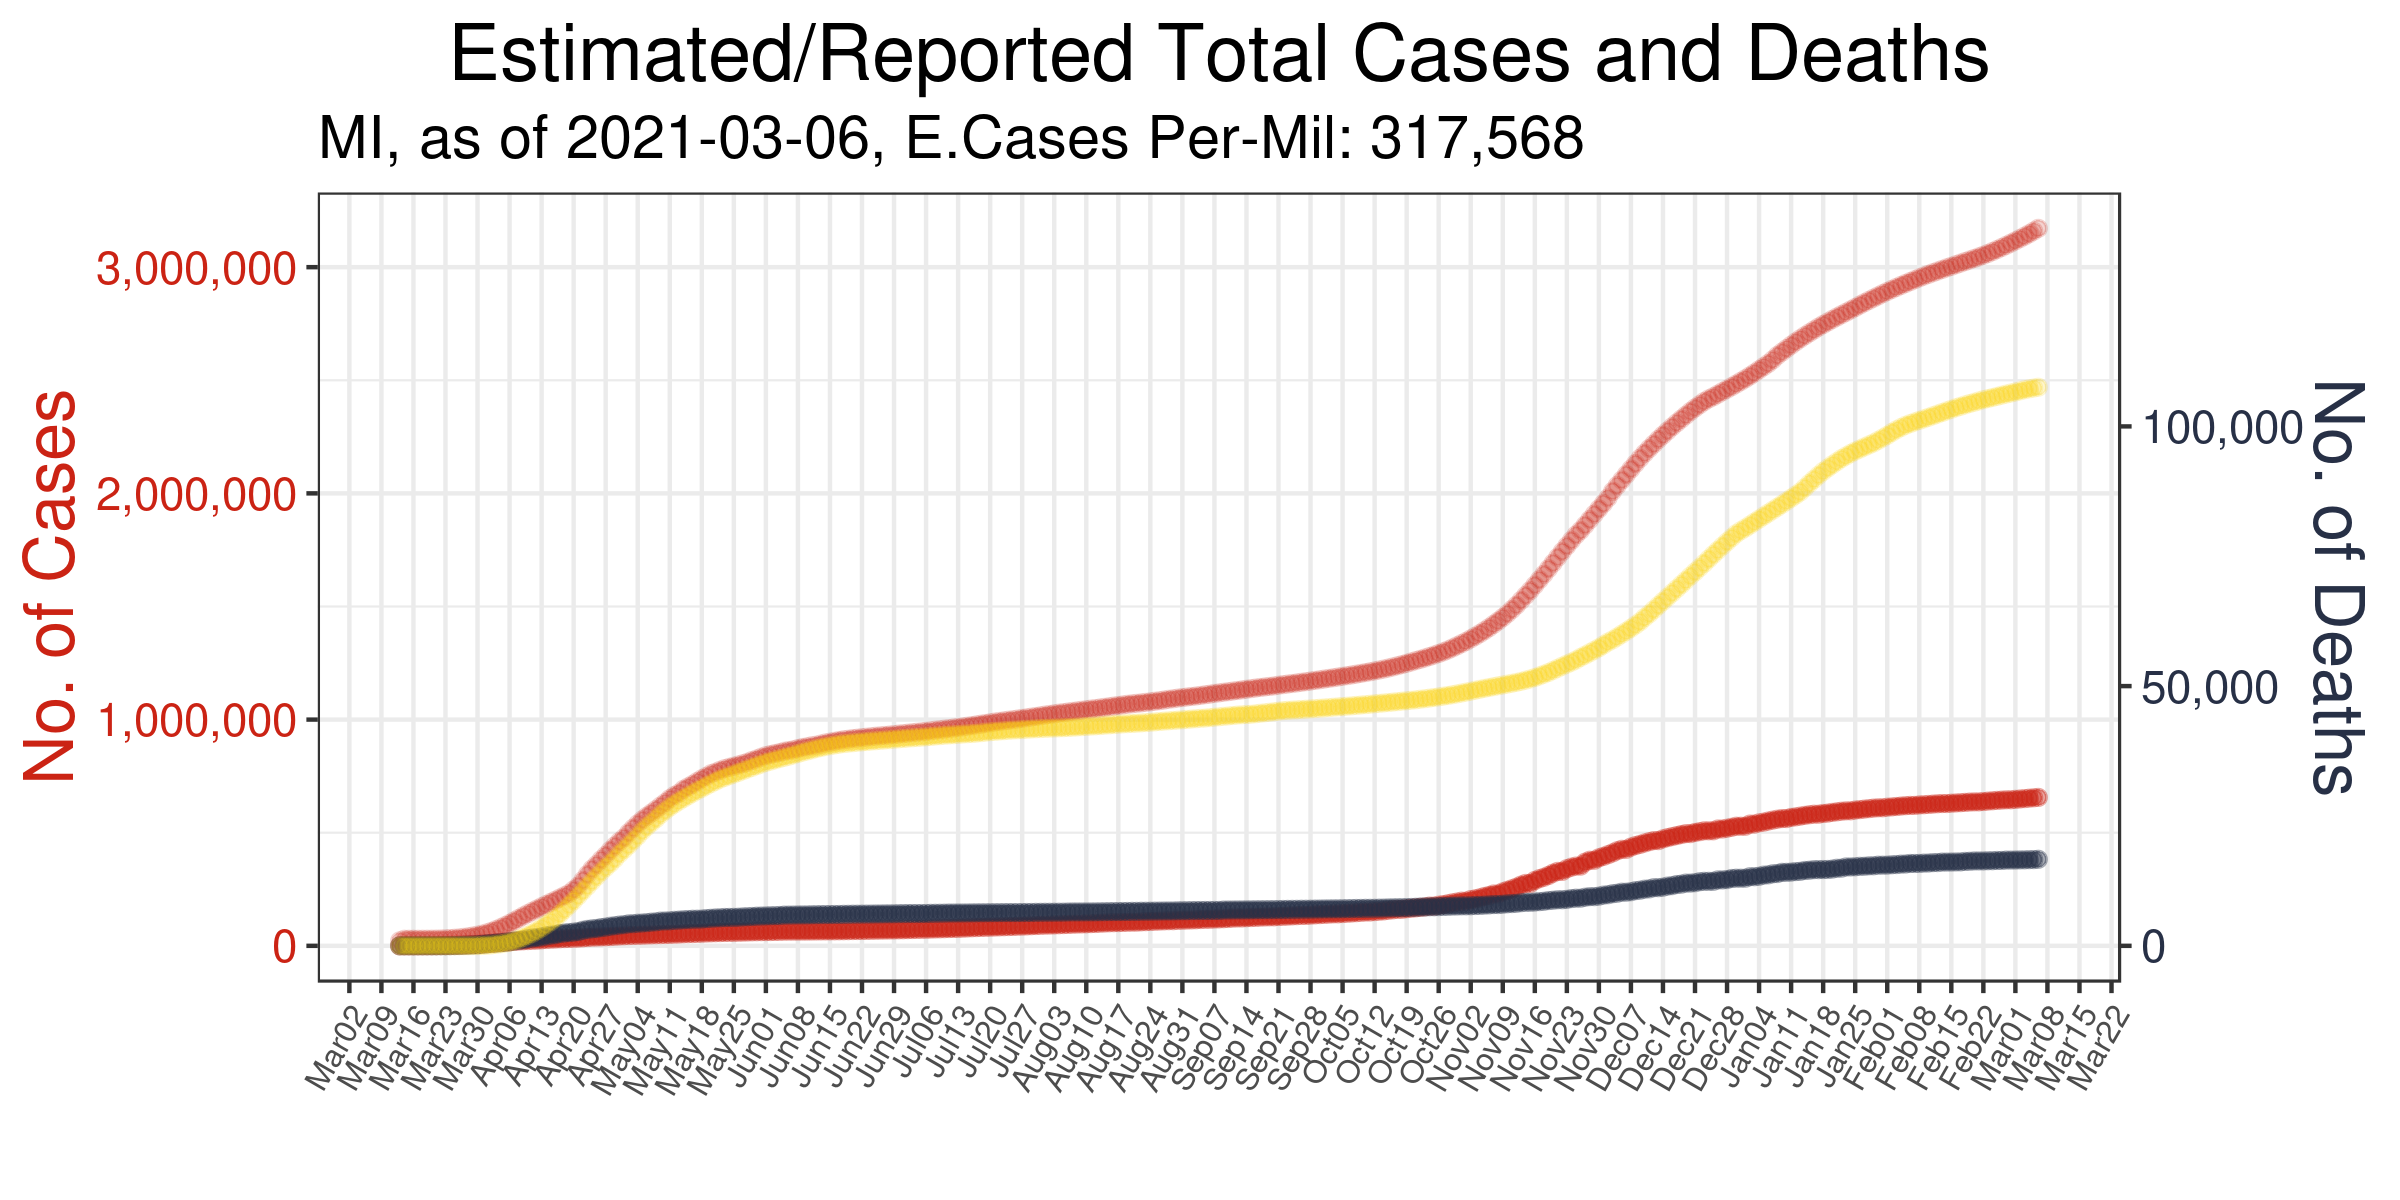 Estimated/Reported Total Cases and Deaths
MI, as of 2021-03-06, E.Cases Per-Mil: 317,568
No. of Cases
3,000,000
2,000,000
1,000,000
0
100,000
50,000
0
No. of Deaths
Mar02
Mar09
Mar16
Mar23
Mar30
Apr06
Apr13
Apr20
Apr27
May04
May11
May18
May25
Jun01
Jun08
Jun15
Jun22
Jun29
Jul06
Jul13
Jul20
Jul27
Aug03
Aug10
Aug17
Aug24
Aug31
Sep07
Sep14
Sep21
Sep28
Oct05
Oct12
Oct19
Oct26
Nov02
Nov09
Nov16
Nov23
Nov30
Dec07
Dec14
Dec21
Dec28
Jan04
Jan11
Jan18
Jan25
Feb01
Feb08
Feb15
Feb22
Mar01
Mar08
Mar15
Mar22